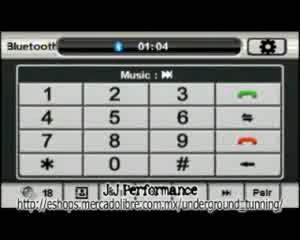 Bluetooth 01:04
Music : ⏭
1 2 3
4 5 6
7 8 9
* 0 #
18 J&J Performance Pair
http://eshops.mercadolibre.com.mx/underground_tunning/